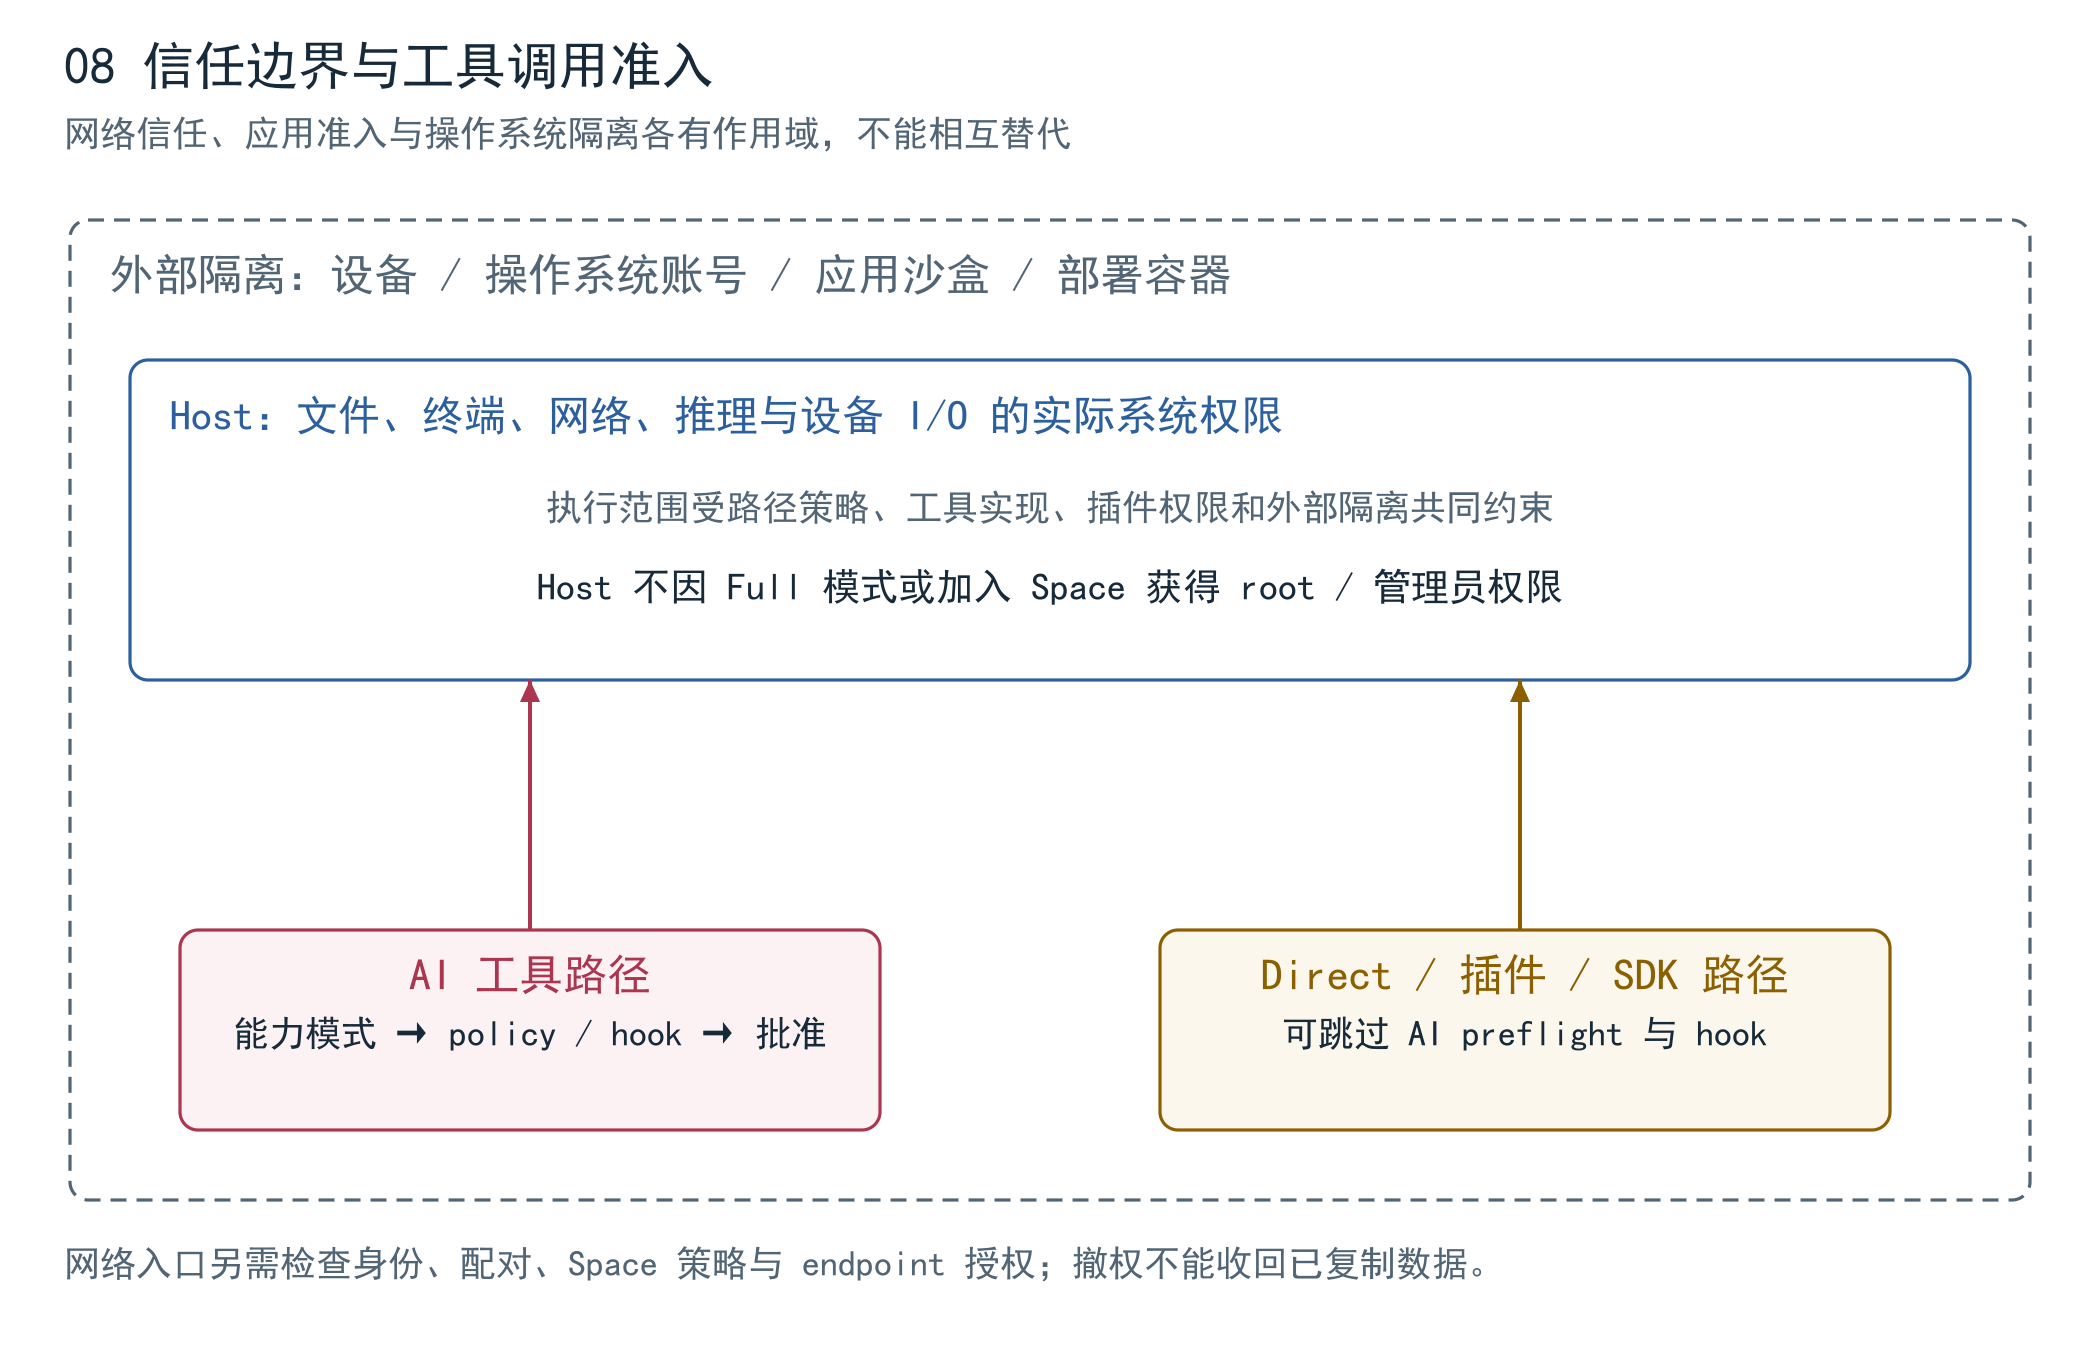 08 信任边界与工具调用准入
网络信任、应用准入与操作系统隔离各有作用域，不能相互替代
外部隔离：设备 / 操作系统账号 / 应用沙盒 / 部署容器
Host：文件、终端、网络、推理与设备 I/O 的实际系统权限
执行范围受路径策略、工具实现、插件权限和外部隔离共同约束
Host 不因 Full 模式或加入 Space 获得 root / 管理员权限
AI 工具路径
能力模式 → policy / hook → 批准
Direct / 插件 / SDK 路径
可跳过 AI preflight 与 hook
网络入口另需检查身份、配对、Space 策略与 endpoint 授权；撤权不能收回已复制数据。